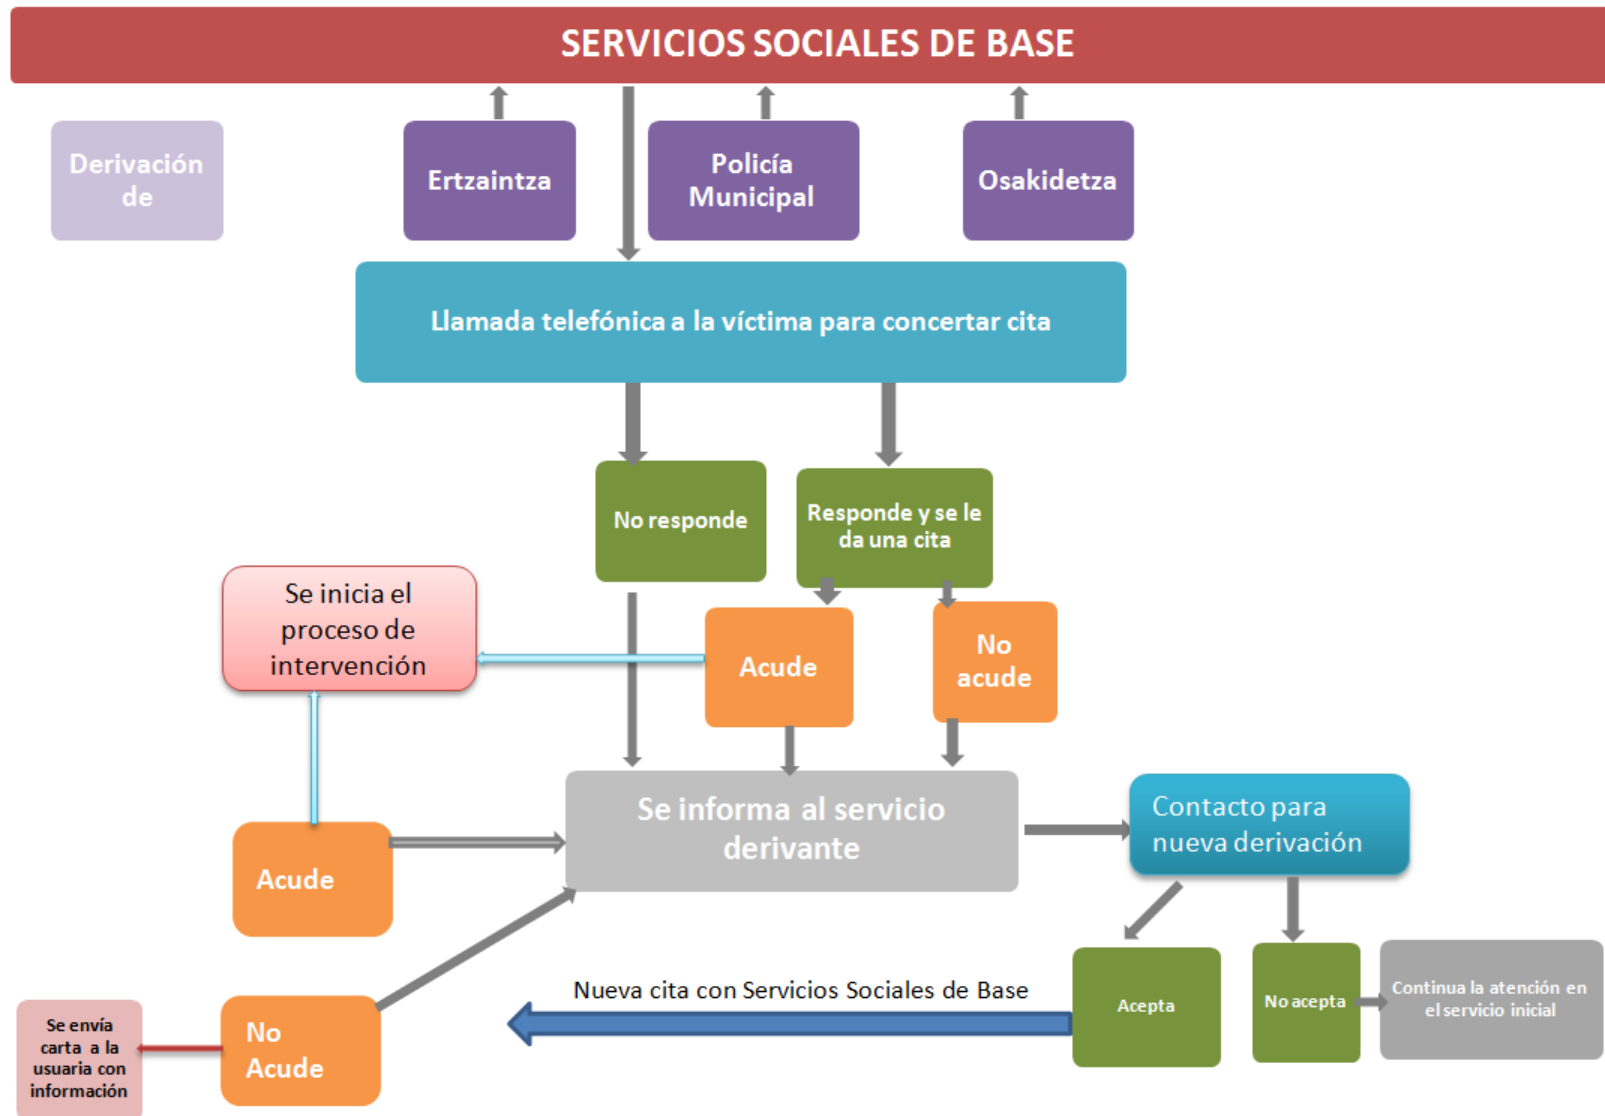 SERVICIOS SOCIALES DE BASE
Derivación
de
Ertzaintza
Policía
Municipal
Osakidetza
Llamada telefónica a la víctima para concertar cita
No responde
Responde y se le
da una cita
Se inicia el
proceso de
intervención
Acude
No
acude
Se informa al servicio
derivante
Contacto para
nueva derivación
Acude
Nueva cita con Servicios Sociales de Base
Acepta
No acepta
Continua la atención en
el servicio inicial
No
Acude
Se envía
carta a la
usuaria con
información